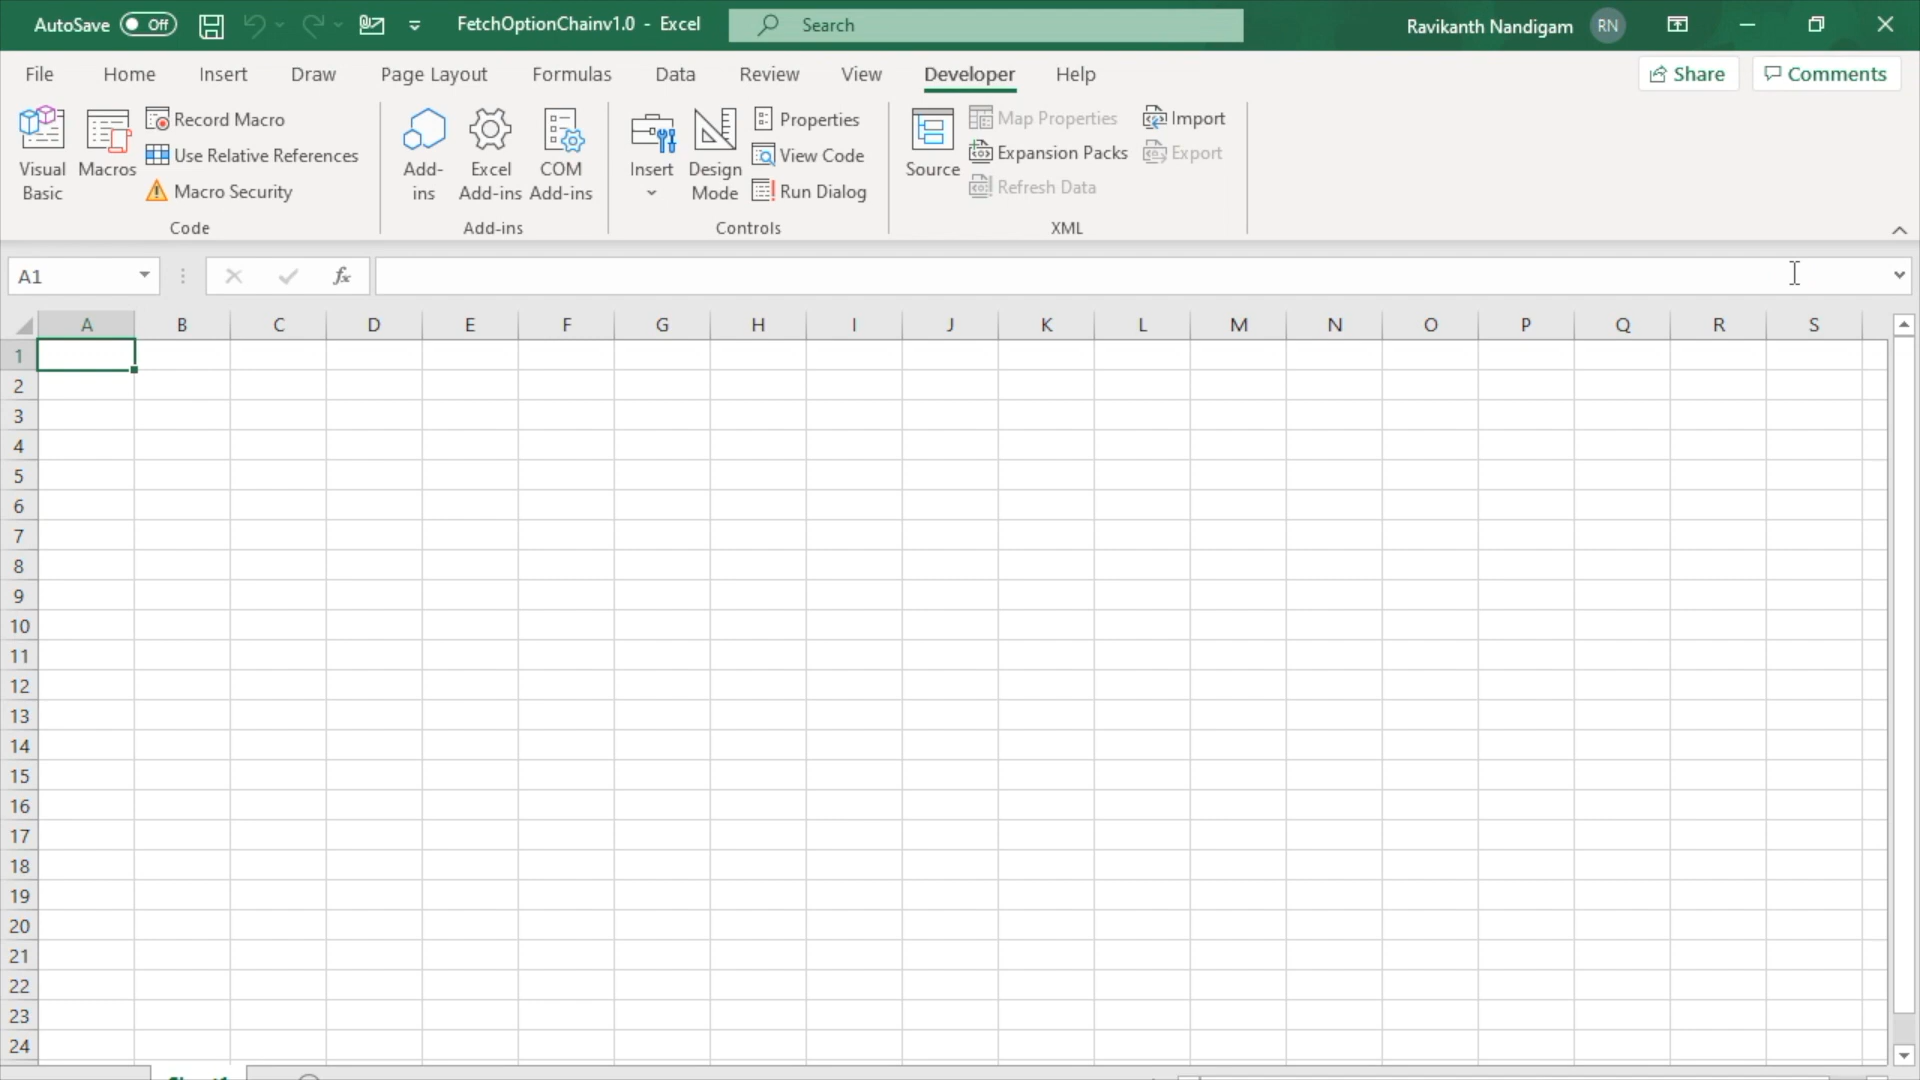 AutoSave Off FetchOptionChainv1.0 - Excel Search Ravikanth Nandigam RN
File Home Insert Draw Page Layout Formulas Data Review View Developer Help Share Comments
Visual Basic
Macros
Record Macro
Use Relative References
Macro Security
Code
Add-ins
Excel Add-ins
COM Add-ins
Add-ins
Insert
Design Mode
Properties
View Code
Run Dialog
Controls
Source
Map Properties
Expansion Packs
Refresh Data
Import
Export
XML
A1 fx
A B C D E F G H I J K L M N O P Q R S
1
2
3
4
5
6
7
8
9
10
11
12
13
14
15
16
17
18
19
20
21
22
23
24